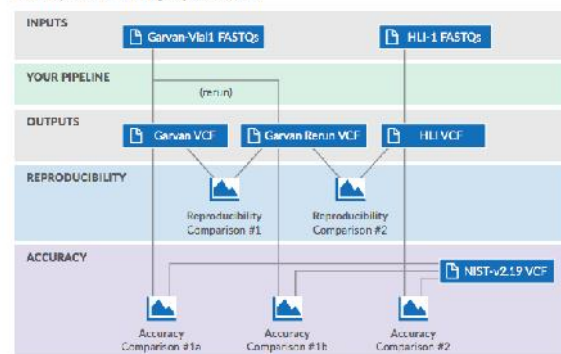 INPUTS
Garvan-Vial1 FASTQs
HLI-1 FASTQs
YOUR PIPELINE
(rerun)
OUTPUTS
Garvan VCF
Garvan Rerun VCF
HLI VCF
REPRODUCIBILITY
Reproducibility
Comparison #1
Reproducibility
Comparison #2
ACCURACY
NIST-v2.19 VCF
Accuracy
Comparison #1a
Accuracy
Comparison #1b
Accuracy
Comparison #2